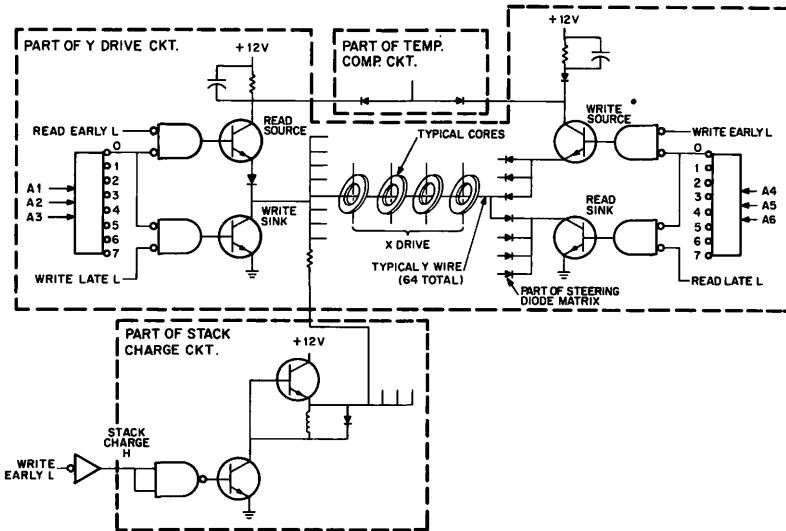 PART OF Y DRIVE CKT.
+12V
PART OF TEMP.
COMP. CKT.
+12V
READ EARLY L
READ
SOURCE
TYPICAL CORES
WRITE
SOURCE
WRITE EARLY L
0
1
2
3
4
5
6
7
A1
A2
A3
WRITE
SINK
X DRIVE
READ
SINK
0
1
2
3
4
5
6
7
A4
A5
A6
WRITE LATE L
TYPICAL Y WIRE
(64 TOTAL)
PART OF STEERING
DIODE MATRIX
READ LATE L
PART OF STACK
CHARGE CKT.
+12V
STACK
CHARGE
H
WRITE
EARLY L